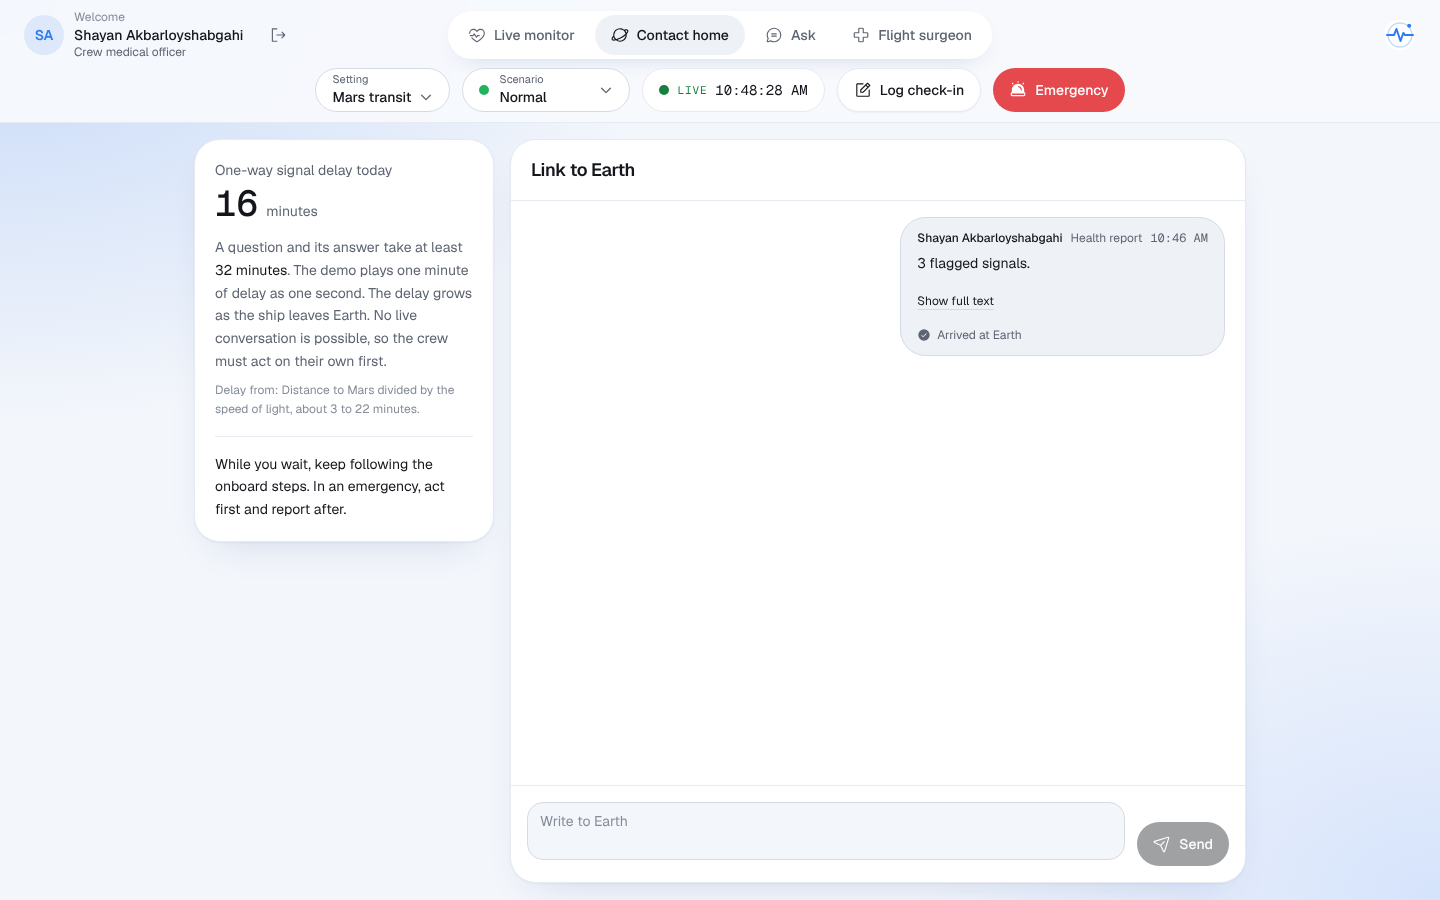 SA
Welcome
Shayan Akbarloyshabgahi
Crew medical officer
Live monitor
Contact home
Ask
Flight surgeon
Setting
Mars transit
Scenario
Normal
LIVE 10:48:28 AM
Log check-in
Emergency
One-way signal delay today
16 minutes
A question and its answer take at least
32 minutes. The demo plays one minute
of delay as one second. The delay grows
as the ship leaves Earth. No live
conversation is possible, so the crew
must act on their own first.
Delay from: Distance to Mars divided by the
speed of light, about 3 to 22 minutes.
While you wait, keep following the
onboard steps. In an emergency, act
first and report after.
Link to Earth
Shayan Akbarloyshabgahi Health report 10:46 AM
3 flagged signals.
Show full text
Arrived at Earth
Write to Earth
Send